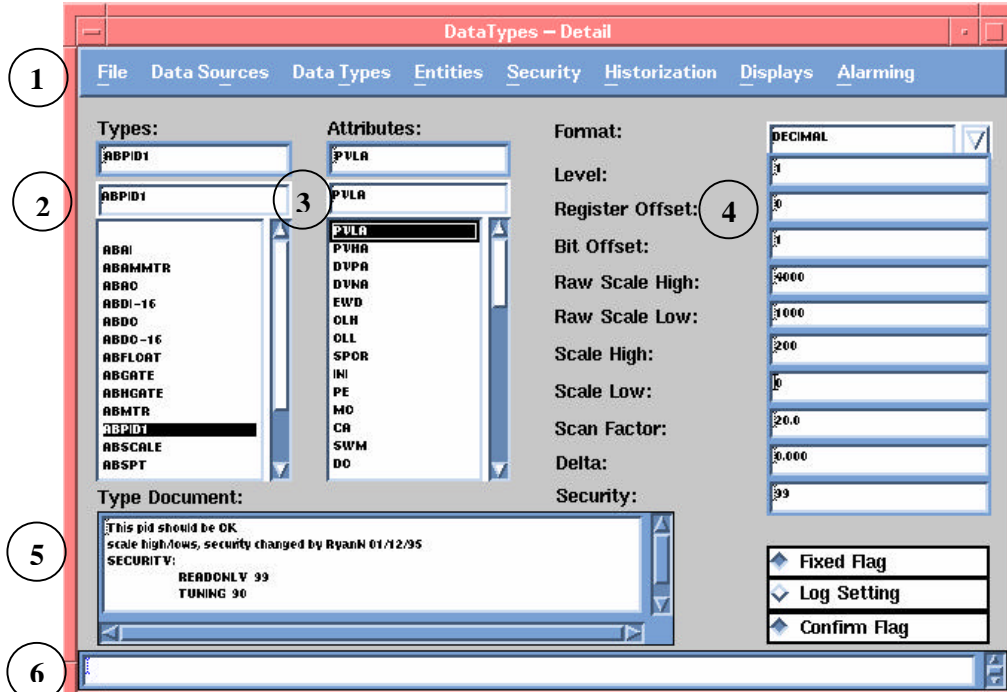 DataTypes – Detail
1
File Data Sources Data Types Entities Security Historization Displays Alarming
Types:
ABPID1
2
ABPID1
ABAI
ABAMMTR
ABAO
ABDI-16
ABDO
ABDO-16
ABFLOAT
ABGATE
ABHGATE
ABMTR
ABPID1
ABSCALE
ABSPT
Attributes:
PVLA
3
PVLA
PVLA
PVHA
DVPA
DVNA
EWD
OLH
OLL
SPOR
INI
PE
MO
CA
SWM
DO
Format: DECIMAL
Level: 1
Register Offset: 4 0
Bit Offset: 1
Raw Scale High: 4000
Raw Scale Low: 1000
Scale High: 200
Scale Low: 0
Scan Factor: 20.0
Delta: 0.000
Security: 99
Type Document:
5
This pid should be OK
scale high/lows, security changed by RyanN 01/12/95
SECURITY:
READONLY 99
TUNING 90
Fixed Flag
Log Setting
Confirm Flag
6